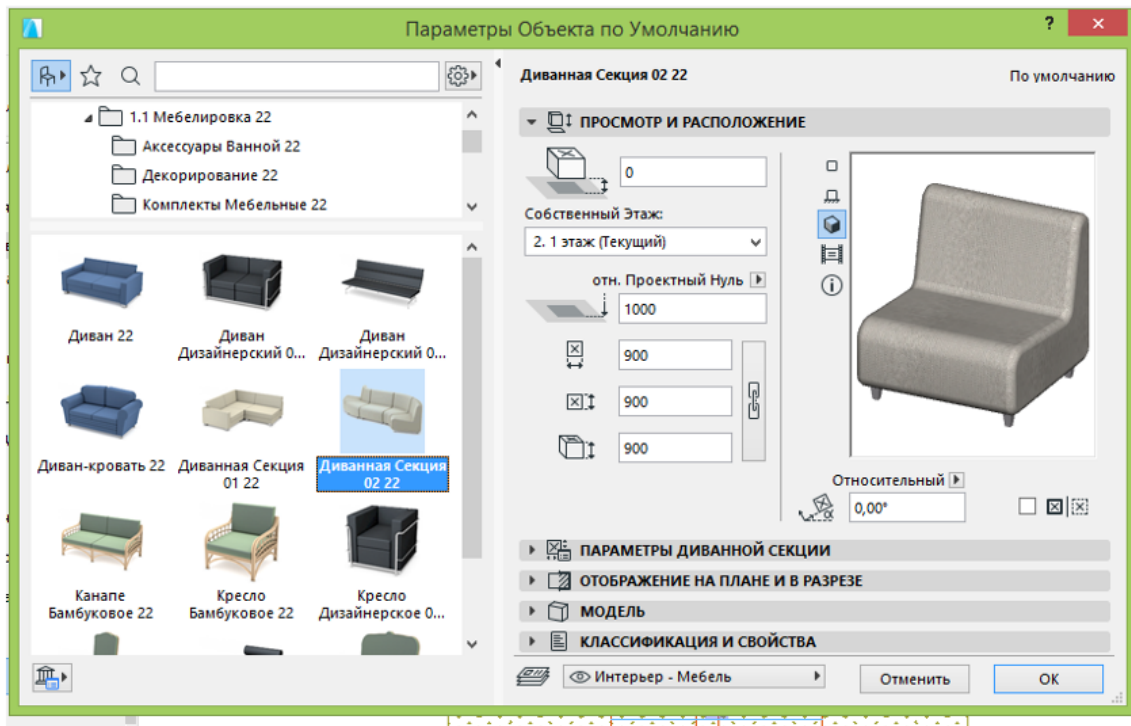 Параметры Объекта по Умолчанию
?
1.1 Мебелировка 22
Аксессуары Ванной 22
Декорирование 22
Комплекты Мебельные 22
Диван 22
Диван
Дизайнерский 0...
Диван
Дизайнерский 0...
Диван-кровать 22
Диванная Секция
01 22
Диванная Секция
02 22
Канапе
Бамбуковое 22
Кресло
Бамбуковое 22
Кресло
Дизайнерское 0...
Диванная Секция 02 22
По умолчанию
ПРОСМОТР И РАСПОЛОЖЕНИЕ
0
Собственный Этаж:
2. 1 этаж (Текущий)
отн. Проектный Нуль
1000
900
900
900
Относительный
α
0,00°
ПАРАМЕТРЫ ДИВАННОЙ СЕКЦИИ
ОТОБРАЖЕНИЕ НА ПЛАНЕ И В РАЗРЕЗЕ
МОДЕЛЬ
КЛАССИФИКАЦИЯ И СВОЙСТВА
Интерьер - Мебель
Отменить
ОК